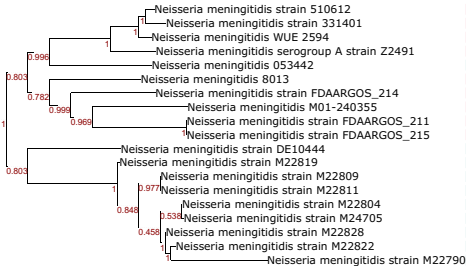 Neisseria meningitidis strain 510612
1
Neisseria meningitidis strain 331401
1
Neisseria meningitidis WUE 2594
1
Neisseria meningitidis serogroup A strain Z2491
0.996
Neisseria meningitidis 053442
0.803
Neisseria meningitidis 8013
0.782
Neisseria meningitidis strain FDAARGOS_214
0.999
Neisseria meningitidis M01-240355
0.969
Neisseria meningitidis strain FDAARGOS_211
1
Neisseria meningitidis strain FDAARGOS_215
1
Neisseria meningitidis strain DE10444
0.803
Neisseria meningitidis strain M22819
1
Neisseria meningitidis strain M22809
0.977
Neisseria meningitidis strain M22811
0.848
Neisseria meningitidis strain M22804
0.538
Neisseria meningitidis strain M24705
0.458
Neisseria meningitidis strain M22828
1
Neisseria meningitidis strain M22822
1
Neisseria meningitidis strain M22790